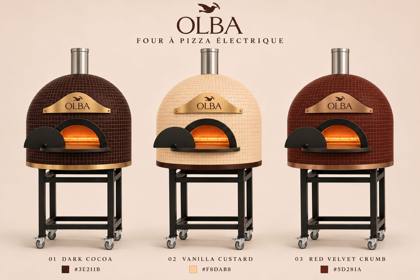 OLBA
FOUR À PIZZA ÉLECTRIQUE
OLBA
OLBA
OLBA
01 DARK COCOA
#3E211B
02 VANILLA CUSTARD
#F8DAB8
03 RED VELVET CRUMB
#5D281A